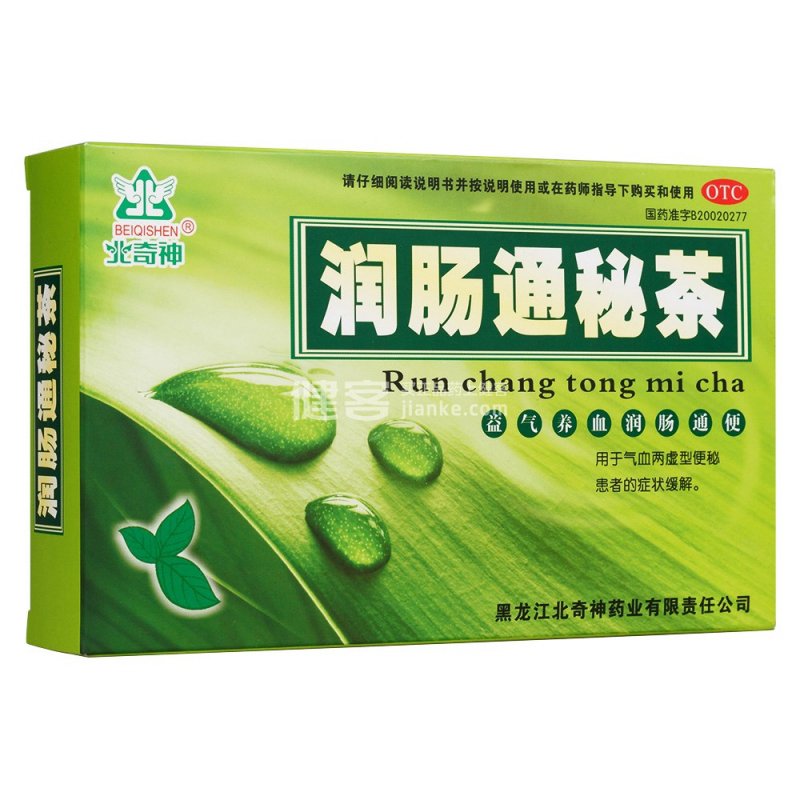 BEIQISHEN®
北奇神
请仔细阅读说明书并按说明使用或在药师指导下购买和使用 OTC
国药准字B20020277
润肠通秘茶
Run chang tong mi cha
健客
jianke.com
益气养血润肠通便
用于气血两虚型便秘
患者的症状缓解。
黑龙江北奇神药业有限责任公司
润肠通秘茶